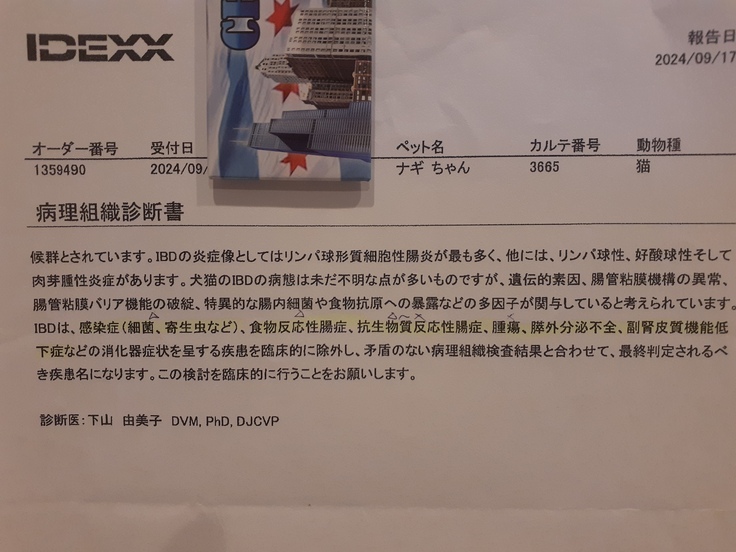 IDEXX
報告日
2024/09/17
オーダー番号 受付日 ペット名 カルテ番号 動物種
1359490 2024/09/ ナギ ちゃん 3665 猫
病理組織診断書
候群とされています。IBDの炎症像としてはリンパ球形質細胞性腸炎が最も多く、他には、リンパ球性、好酸球性そして
肉芽腫性炎症があります。犬猫のIBDの病態は未だ不明な点が多いものですが、遺伝的素因、腸管粘膜機構の異常、
腸管粘膜バリア機能の破綻、特異的な腸内細菌や食物抗原への暴露などの多因子が関与していると考えられています。
IBDは、感染症(細菌、寄生虫など)、食物反応性腸症、抗生物質反応性腸症、腫瘍、膵外分泌不全、副腎皮質機能低
下症などの消化器症状を呈する疾患を臨床的に除外し、矛盾のない病理組織検査結果と合わせて、最終判定されるべ
き疾患名になります。この検討を臨床的に行うことをお願いします。
診断医:下山 由美子 DVM, PhD, DJCVP